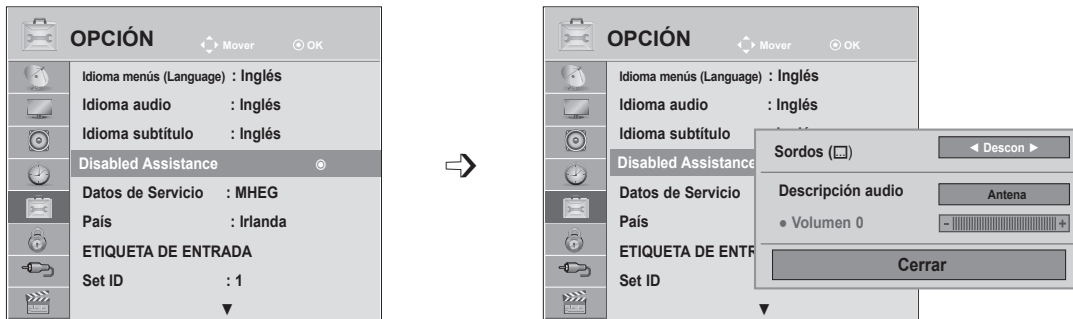 OPCIÓN Mover OK
Idioma menús (Language) : Inglés
Idioma audio : Inglés
Idioma subtítulo : Inglés
Disabled Assistance
Datos de Servicio : MHEG
País : Irlanda
ETIQUETA DE ENTRADA
Set ID : 1
▼
OPCIÓN Mover OK
Idioma menús (Language) : Inglés
Idioma audio : Inglés
Idioma subtítulo
Disabled Assistance
Datos de Servicio
País
ETIQUETA DE ENTR
Set ID
▼
Sordos () ◄ Descon ►
Descripción audio Antena
● Volumen 0 - +
Cerrar